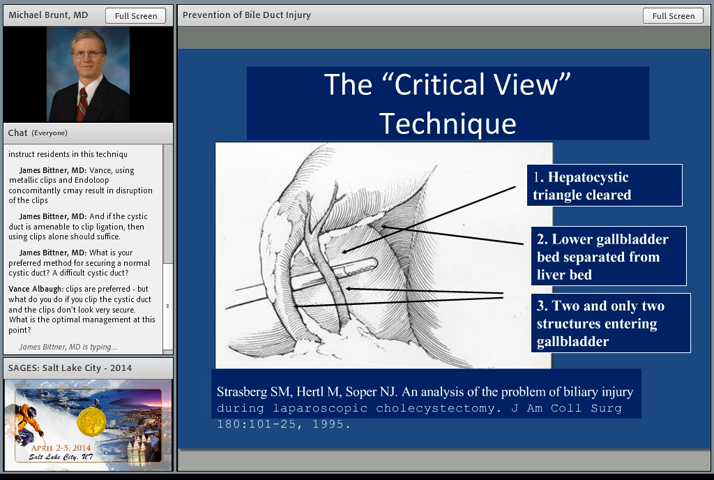 Michael Brunt, MD
Full Screen
Prevention of Bile Duct Injury
Full Screen
Chat (Everyone)
instruct residents in this techniqu
James Bittner, MD: Vance, using
metallic clips and Endoloop
concomitantly cmay result in disruption
of the clips
James Bittner, MD: And if the cystic
duct is amenable to clip ligation, then
using clips alone should suffice.
James Bittner, MD: What is your
preferred method for securing a normal
cystic duct? A difficult cystic duct?
Vance Albaugh: clips are preferred - but
what do you do if you clip the cystic duct
and the clips don't look very secure.
What is the optimal management at this
point?
James Bittner, MD is typing...
SAGES: Salt Lake City - 2014
APRIL 2-5, 2014
Salt Lake City, UT
The “Critical View”
Technique
1. Hepatocystic
triangle cleared
2. Lower gallbladder
bed separated from
liver bed
3. Two and only two
structures entering
gallbladder
Strasberg SM, Hertl M, Soper NJ. An analysis of the problem of biliary injury
during laparoscopic cholecystectomy. J Am Coll Surg
180:101-25, 1995.